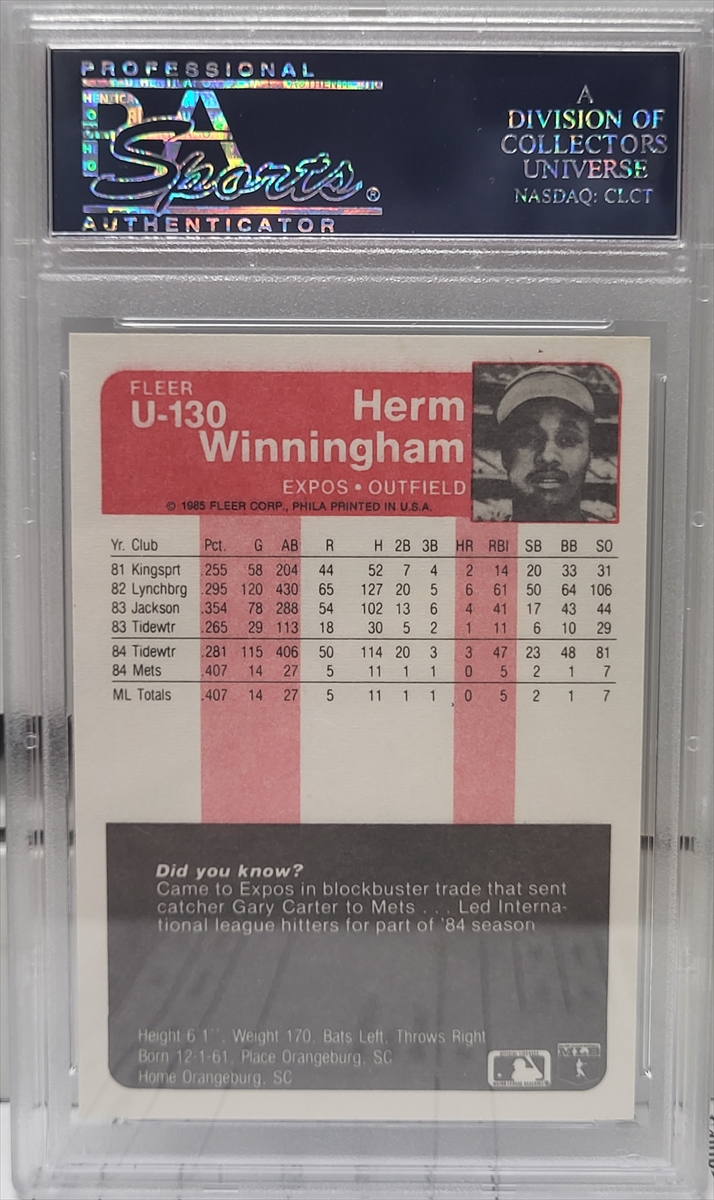 PROFESSIONAL
PSA
Sports®
AUTHENTICATOR
A
DIVISION OF
COLLECTORS
UNIVERSE
NASDAQ: CLCT
FLEER
U-130
Herm
Winningham
EXPOS • OUTFIELD
© 1985 FLEER CORP., PHILA PRINTED IN U.S.A.
Yr. Club Pct. G AB R H 2B 3B HR RBI SB BB SO
81 Kingsprt .255 58 204 44 52 7 4 2 14 20 33 31
82 Lynchbrg .295 120 430 65 127 20 5 6 61 50 64 106
83 Jackson .354 78 288 54 102 13 6 4 41 17 43 44
83 Tidewtr .265 29 113 18 30 5 2 1 11 6 10 29
84 Tidewtr .281 115 406 50 114 20 3 3 47 23 48 81
84 Mets .407 14 27 5 11 1 1 0 5 2 1 7
ML Totals .407 14 27 5 11 1 1 0 5 2 1 7
Did you know?
Came to Expos in blockbuster trade that sent
catcher Gary Carter to Mets . . . Led Interna-
tional league hitters for part of '84 season
Height 6'1", Weight 170, Bats Left, Throws Right
Born 12-1-61, Place Orangeburg, SC
Home Orangeburg, SC